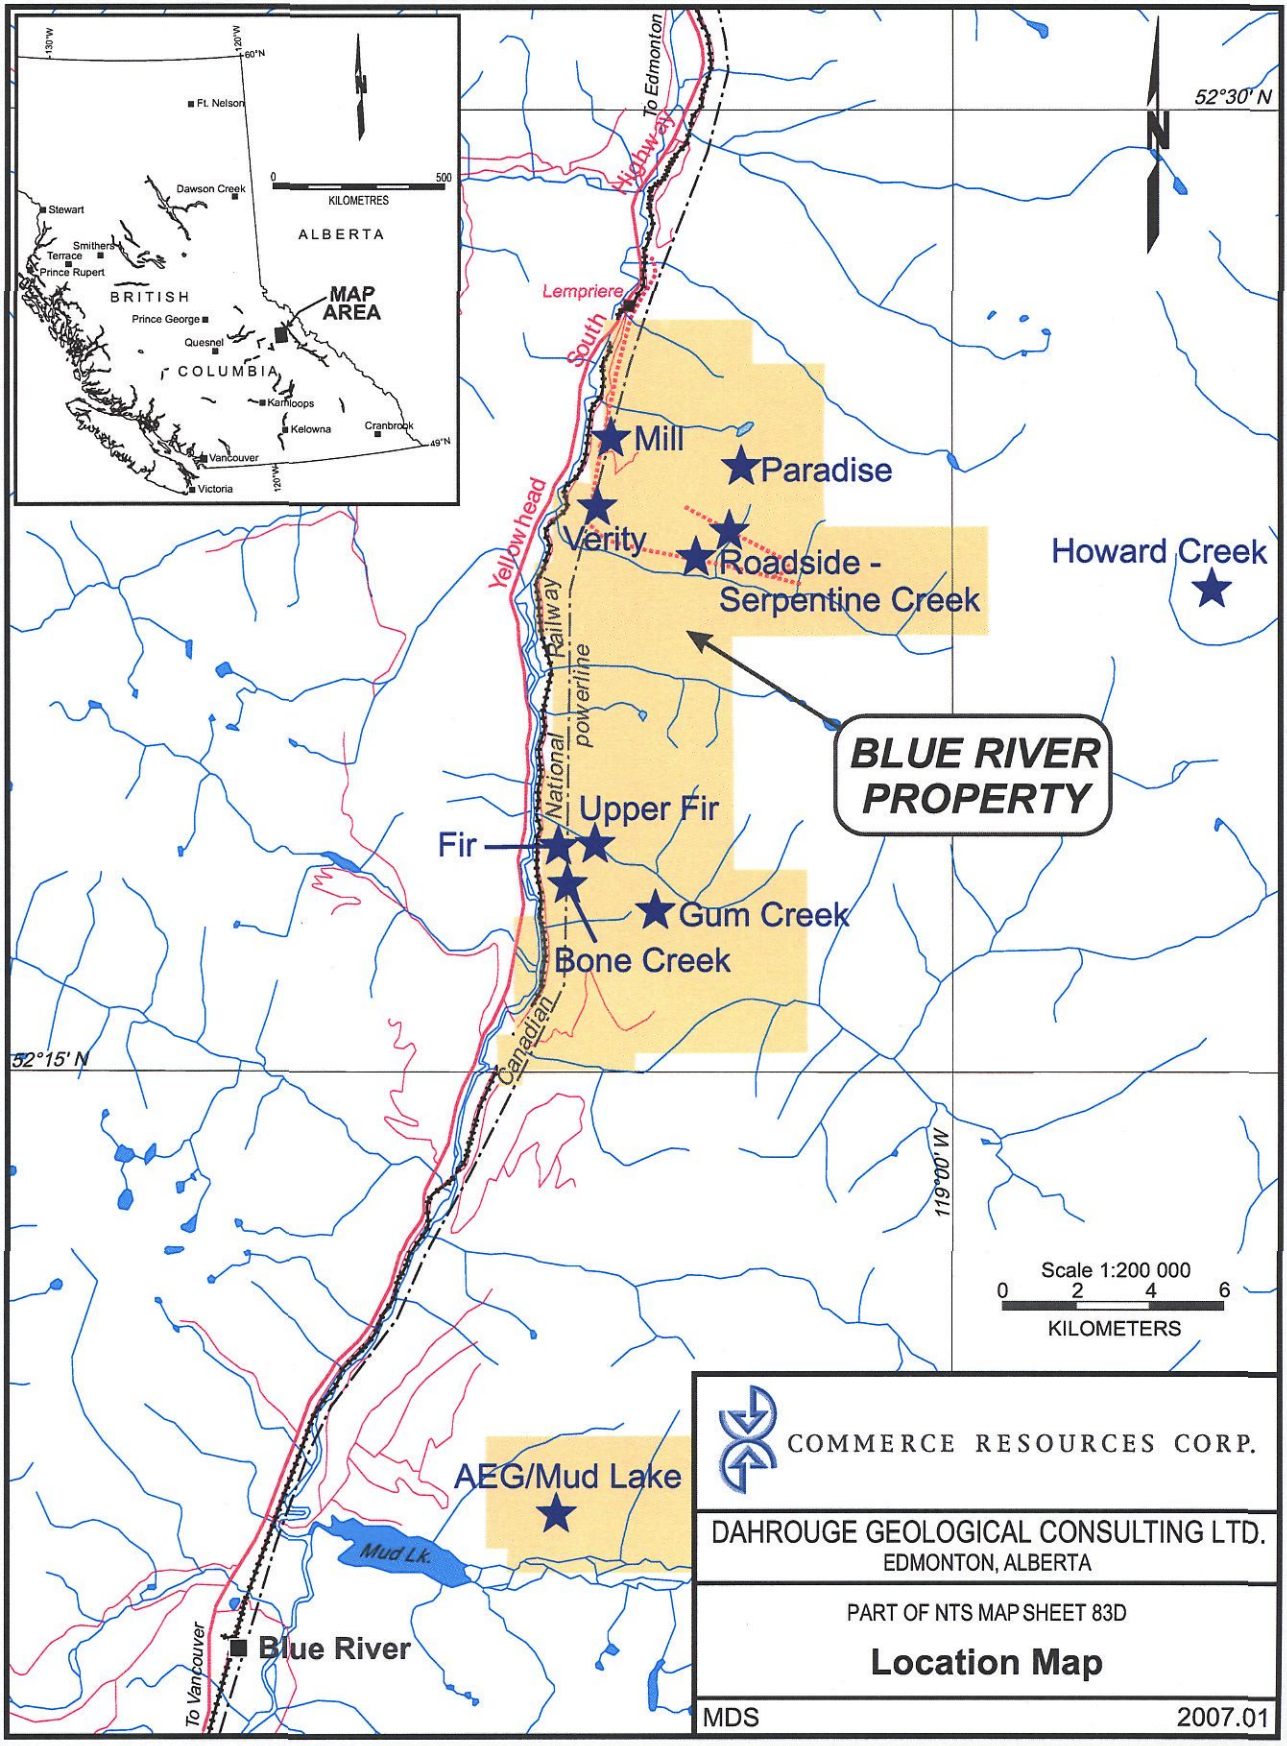 130°W
120°W
60°N
N
Ft. Nelson
0 500
KILOMETRES
Dawson Creek
Stewart
ALBERTA
Smithers
Terrace
Prince Rupert
BRITISH
MAP
AREA
Prince George
Quesnel
COLUMBIA
Kamloops
Kelowna
Cranbrook
49°N
Vancouver
120°W
Victoria
To Edmonton
52°30' N
N
Highway
Lempriere
South
Mill
Paradise
Yellowhead
Verity
Roadside -
Serpentine Creek
Howard Creek
Railway
powerline
BLUE RIVER
PROPERTY
National
Upper Fir
Fir
Gum Creek
Bone Creek
Canadian
52°15' N
119°00' W
Scale 1:200 000
0 2 4 6
KILOMETERS
AEG/Mud Lake
Mud Lk.
Blue River
To Vancouver
COMMERCE RESOURCES CORP.
DAHROUGE GEOLOGICAL CONSULTING LTD.
EDMONTON, ALBERTA
PART OF NTS MAP SHEET 83D
Location Map
MDS 2007.01